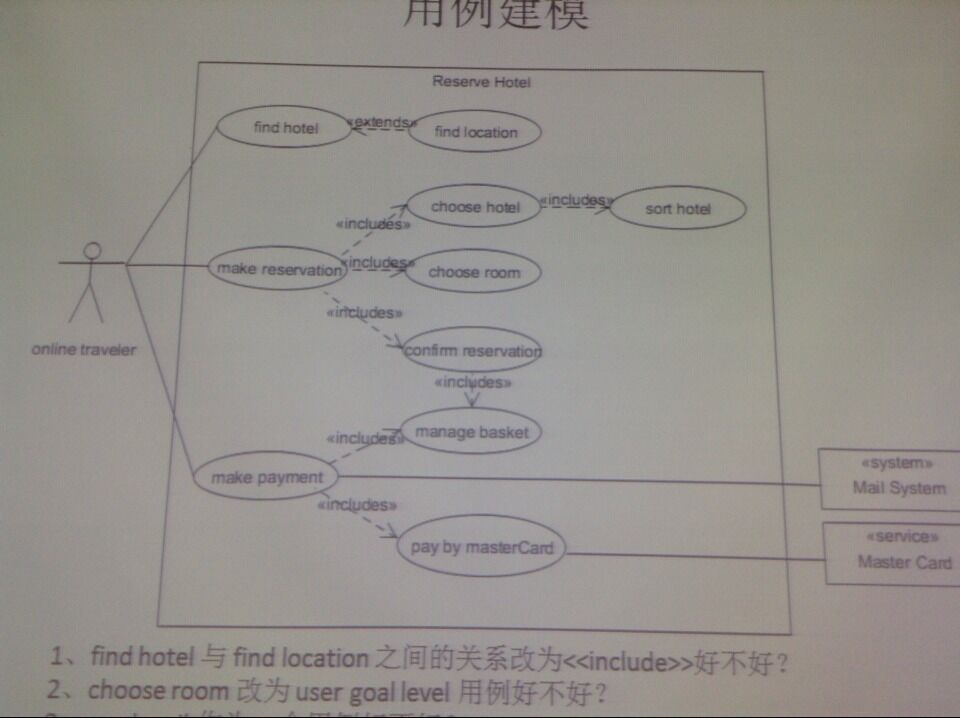 用例建模
Reserve Hotel
find hotel
«extends»
find location
choose hotel
«includes»
sort hotel
«includes»
make reservation
«includes»
choose room
«includes»
confirm reservation
online traveler
«includes»
«includes»
manage basket
make payment
«system»
Mail System
«includes»
pay by masterCard
«service»
Master Card
1、find hotel 与 find location 之间的关系改为<<include>>好不好？
2、choose room 改为 user goal level 用例好不好？